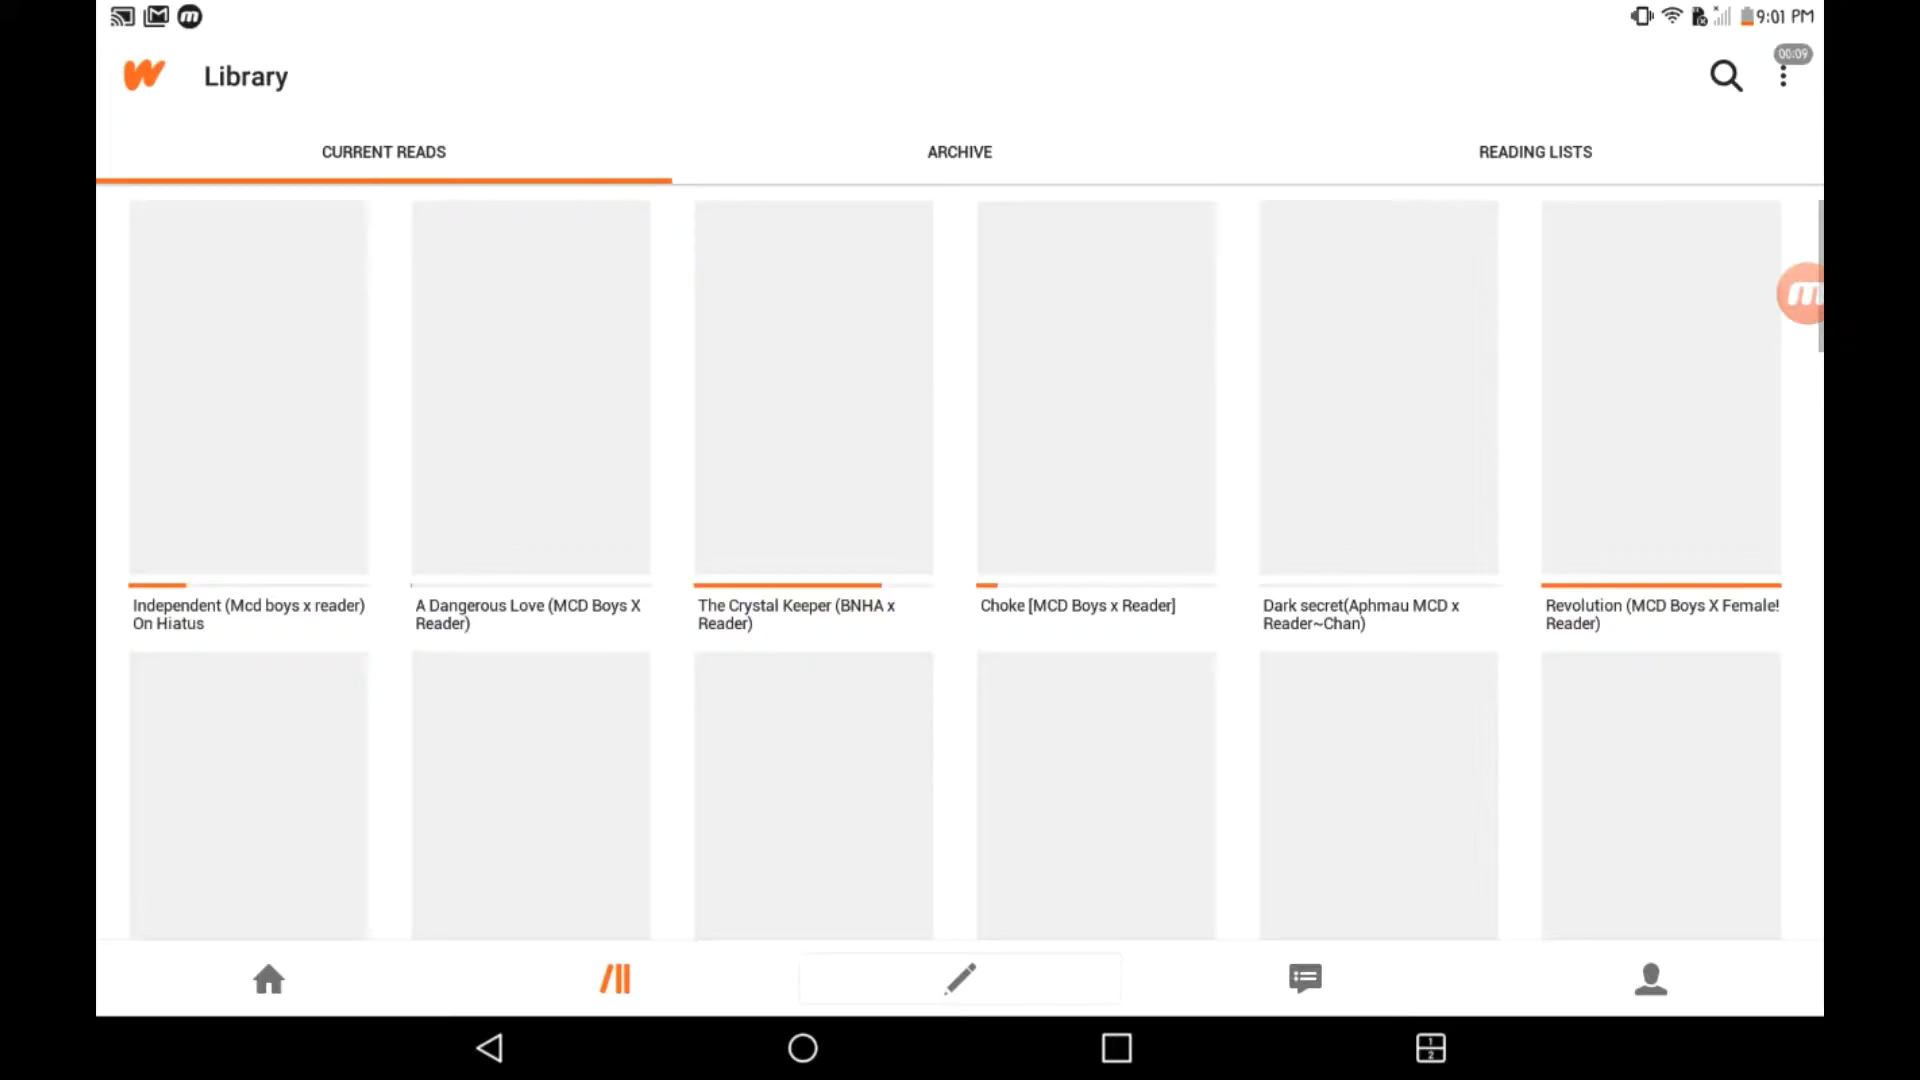 9:01 PM
Library
00:09
CURRENT READS
ARCHIVE
READING LISTS
Independent (Mcd boys x reader)
On Hiatus
A Dangerous Love (MCD Boys X
Reader)
The Crystal Keeper (BNHA x
Reader)
Choke [MCD Boys x Reader]
Dark secret(Aphmau MCD x
Reader~Chan)
Revolution (MCD Boys X Female!
Reader)
1
2